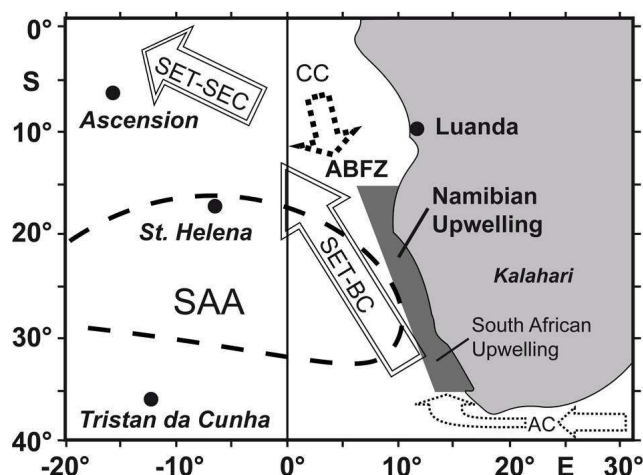 0°
S
10°
20°
30°
40°
SET-SEC
CC
Ascension
Luanda
ABFZ
Namibian
Upwelling
St. Helena
SET-BC
Kalahari
SAA
South African
Upwelling
Tristan da Cunha
AC
-20°
-10°
0°
10°
20°
E
30°